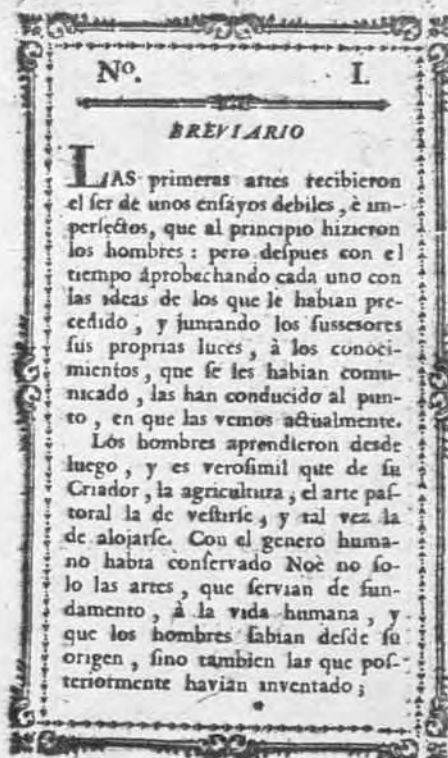 Nº. I.
BREVIARIO
LAS primeras artes recibieron
el ſer de unos enſayos debiles, è im-
perfectos, que al principio hizieron
los hombres: pero deſpues con el
tiempo áprobechando cada uno con
las ideas de los que le habian pre-
cedido, y juntando los ſusseſores
ſus proprias luces, à los conoci-
mientos, que ſe les habian comu-
nicado, las han conducido al pun-
to, en que las vemos actualmente.
Los hombres aprendieron desde
luego, y es veroſimil que de ſu
Criador, la agricultura, el arte paſ-
toral la de veſtirſe, y tal vez la
de alojarſe. Con el genero huma-
no habia conſervado Noè no ſo-
lo las artes, que ſervian de fun-
damento, à la vida humana, y
que los hombres ſabian deſde ſu
origen, ſino tambien las que poſ-
teriormente havian inventado;
*